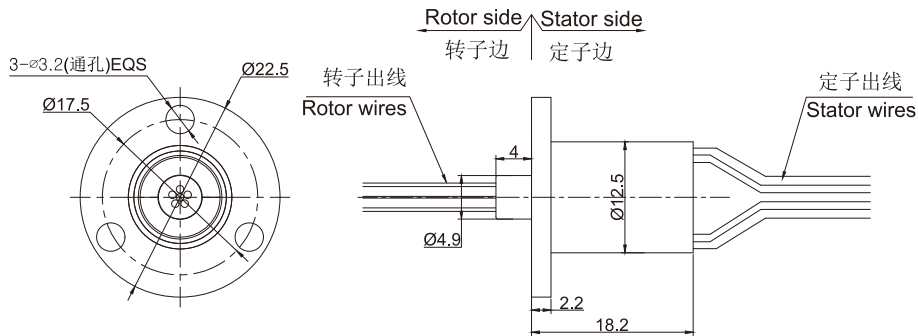 Rotor side
Stator side
转子边
定子边
3-⌀3.2(通孔)EQS
Ø22.5
Ø17.5
转子出线
Rotor wires
定子出线
Stator wires
4
Ø12.5
Ø4.9
2.2
18.2